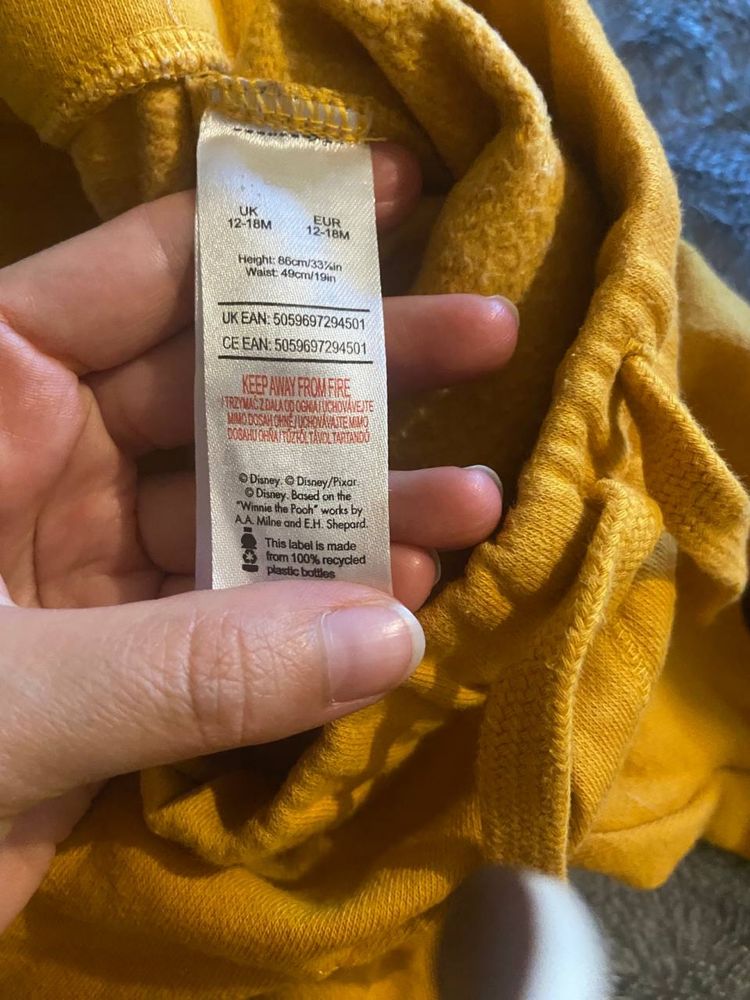 UK EUR
12-18M 12-18M
Height: 86cm/33¾in
Waist: 49cm/19in
UK EAN: 5059697294501
CE EAN: 5059697294501
KEEP AWAY FROM FIRE
/ TRZYMAĆ Z DALA OD OGNIA / UCHOVÁVEJTE
MIMO DOSAH OHNĚ / UCHOVÁVAJTE MIMO
DOSAHU OHŇA / TŰZTŐL TÁVOL TARTANDÓ
© Disney. © Disney/Pixar
© Disney. Based on the
"Winnie the Pooh" works by
A.A. Milne and E.H. Shepard.
This label is made
from 100% recycled
plastic bottles